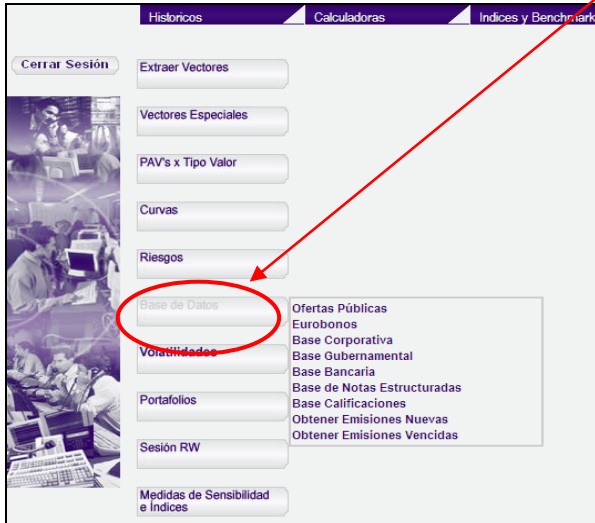 Historicos
Calculadoras
Indices y Benchmark
Cerrar Sesión
Extraer Vectores
Vectores Especiales
PAV's x Tipo Valor
Curvas
Riesgos
Base de Datos
Ofertas Públicas
Eurobonos
Base Corporativa
Base Gubernamental
Base Bancaria
Base de Notas Estructuradas
Base Calificaciones
Obtener Emisiones Nuevas
Obtener Emisiones Vencidas
Volatilidades
Portafolios
Sesión RW
Medidas de Sensibilidad
e Índices